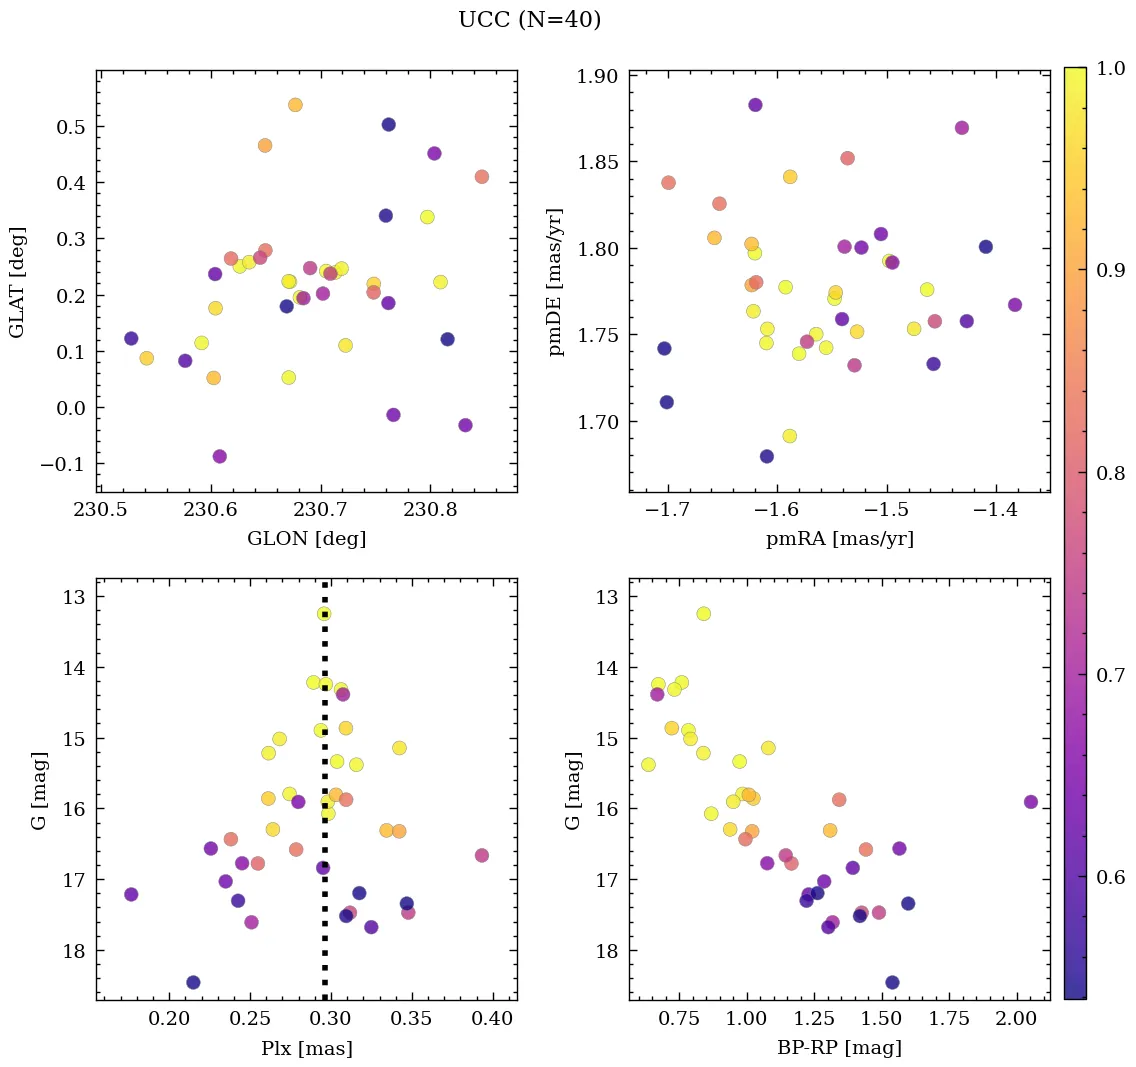 UCC (N=40)
0.5
0.4
0.3
0.2
0.1
0.0
−0.1
GLAT [deg]
230.5 230.6 230.7 230.8
GLON [deg]
1.90
1.85
1.80
1.75
1.70
pmDE [mas/yr]
−1.7 −1.6 −1.5 −1.4
pmRA [mas/yr]
1.0
0.9
0.8
0.7
0.6
13
14
15
16
17
18
G [mag]
0.20 0.25 0.30 0.35 0.40
Plx [mas]
13
14
15
16
17
18
G [mag]
0.75 1.00 1.25 1.50 1.75 2.00
BP-RP [mag]